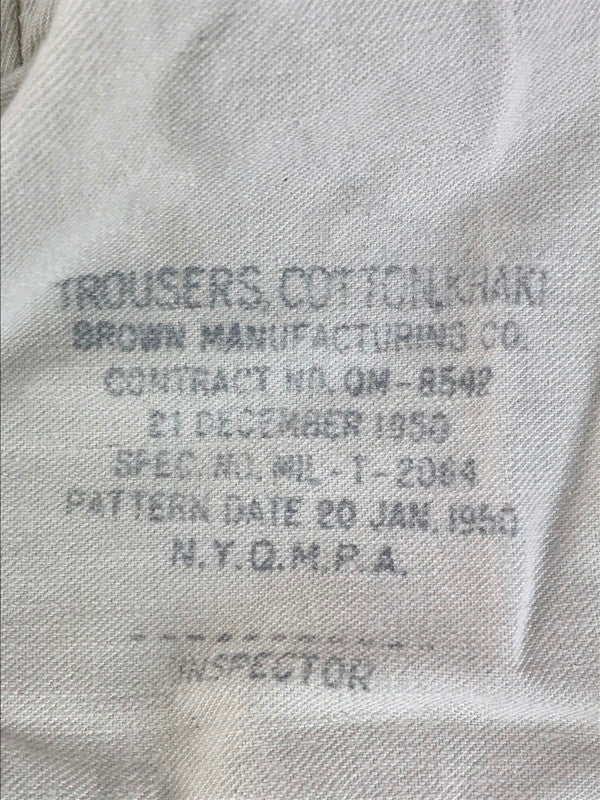 TROUSERS, COTTON, KHAKI
BROWN MANUFACTURING CO.
CONTRACT NO. QM-8542
21 DECEMBER 1950
SPEC. NO. MIL-T-2064
PATTERN DATE 20 JAN. 1950
N.Y.Q.M.P.A.
INSPECTOR